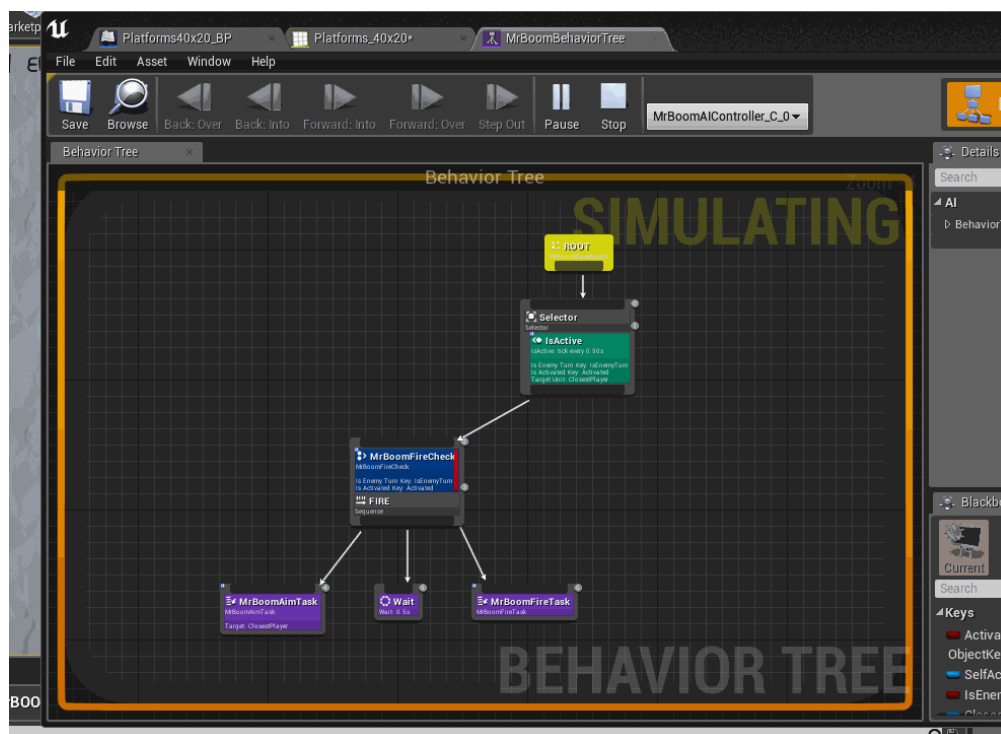 arketp
Platforms40x20_BP
Platforms_40x20*
MrBoomBehaviorTree
File Edit Asset Window Help
Save Browse Back: Over Back: Into Forward: Into Forward: Over Step Out Pause Stop
MrBoomAIController_C_0
Behavior Tree
Details
Behavior Tree
Search
SIMULATING
AI
Behavior
ROOT
Selector
Selector
IsActive
IsActive: tick every 0.50s
Is Enemy Turn Key: IsEnemyTurn
Is Activated Key: Activated
Target Unit: ClosestPlayer
MrBoomFireCheck
MrBoomFireCheck
Is Enemy Turn Key: IsEnemyTurn
Is Activated Key: Activated
FIRE
Sequence
Blackbo
Current
Search
MrBoomAimTask
MrBoomAimTask
Target: ClosestPlayer
Wait
Wait: 0.5s
MrBoomFireTask
MrBoomFireTask
Keys
Activa
ObjectKe
SelfAc
IsEner
BEHAVIOR TREE